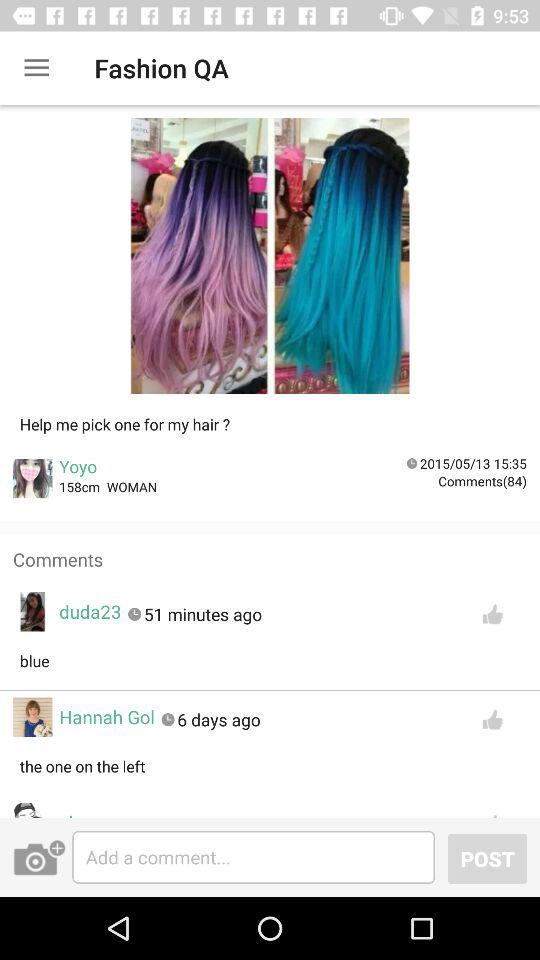 9:53
Fashion QA
Help me pick one for my hair ?
Yoyo
2015/05/13 15:35
158cm WOMAN
Comments(84)
Comments
duda23 51 minutes ago
blue
Hannah Gol 6 days ago
the one on the left
Add a comment...
POST